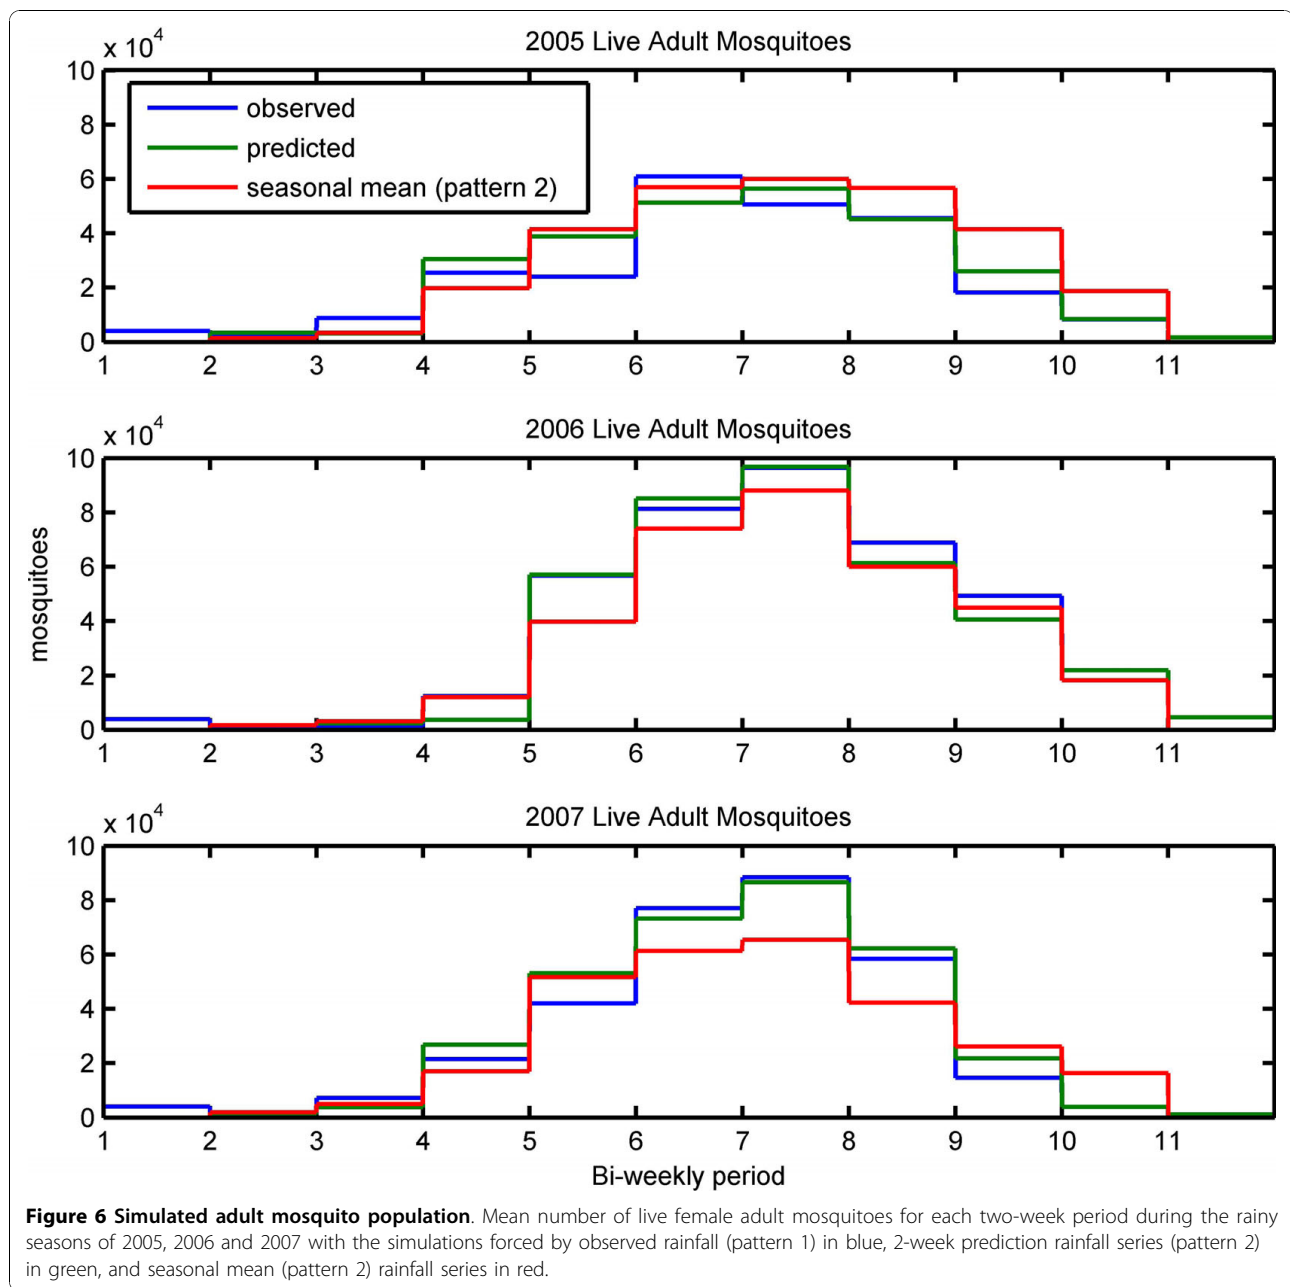 x 10^4
2005 Live Adult Mosquitoes
10
8
6
4
2
0
observed
predicted
seasonal mean (pattern 2)
1 2 3 4 5 6 7 8 9 10 11
x 10^4
2006 Live Adult Mosquitoes
10
8
6
4
2
0
mosquitoes
1 2 3 4 5 6 7 8 9 10 11
x 10^4
2007 Live Adult Mosquitoes
10
8
6
4
2
0
1 2 3 4 5 6 7 8 9 10 11
Bi-weekly period
Figure 6 Simulated adult mosquito population. Mean number of live female adult mosquitoes for each two-week period during the rainy
seasons of 2005, 2006 and 2007 with the simulations forced by observed rainfall (pattern 1) in blue, 2-week prediction rainfall series (pattern 2)
in green, and seasonal mean (pattern 2) rainfall series in red.